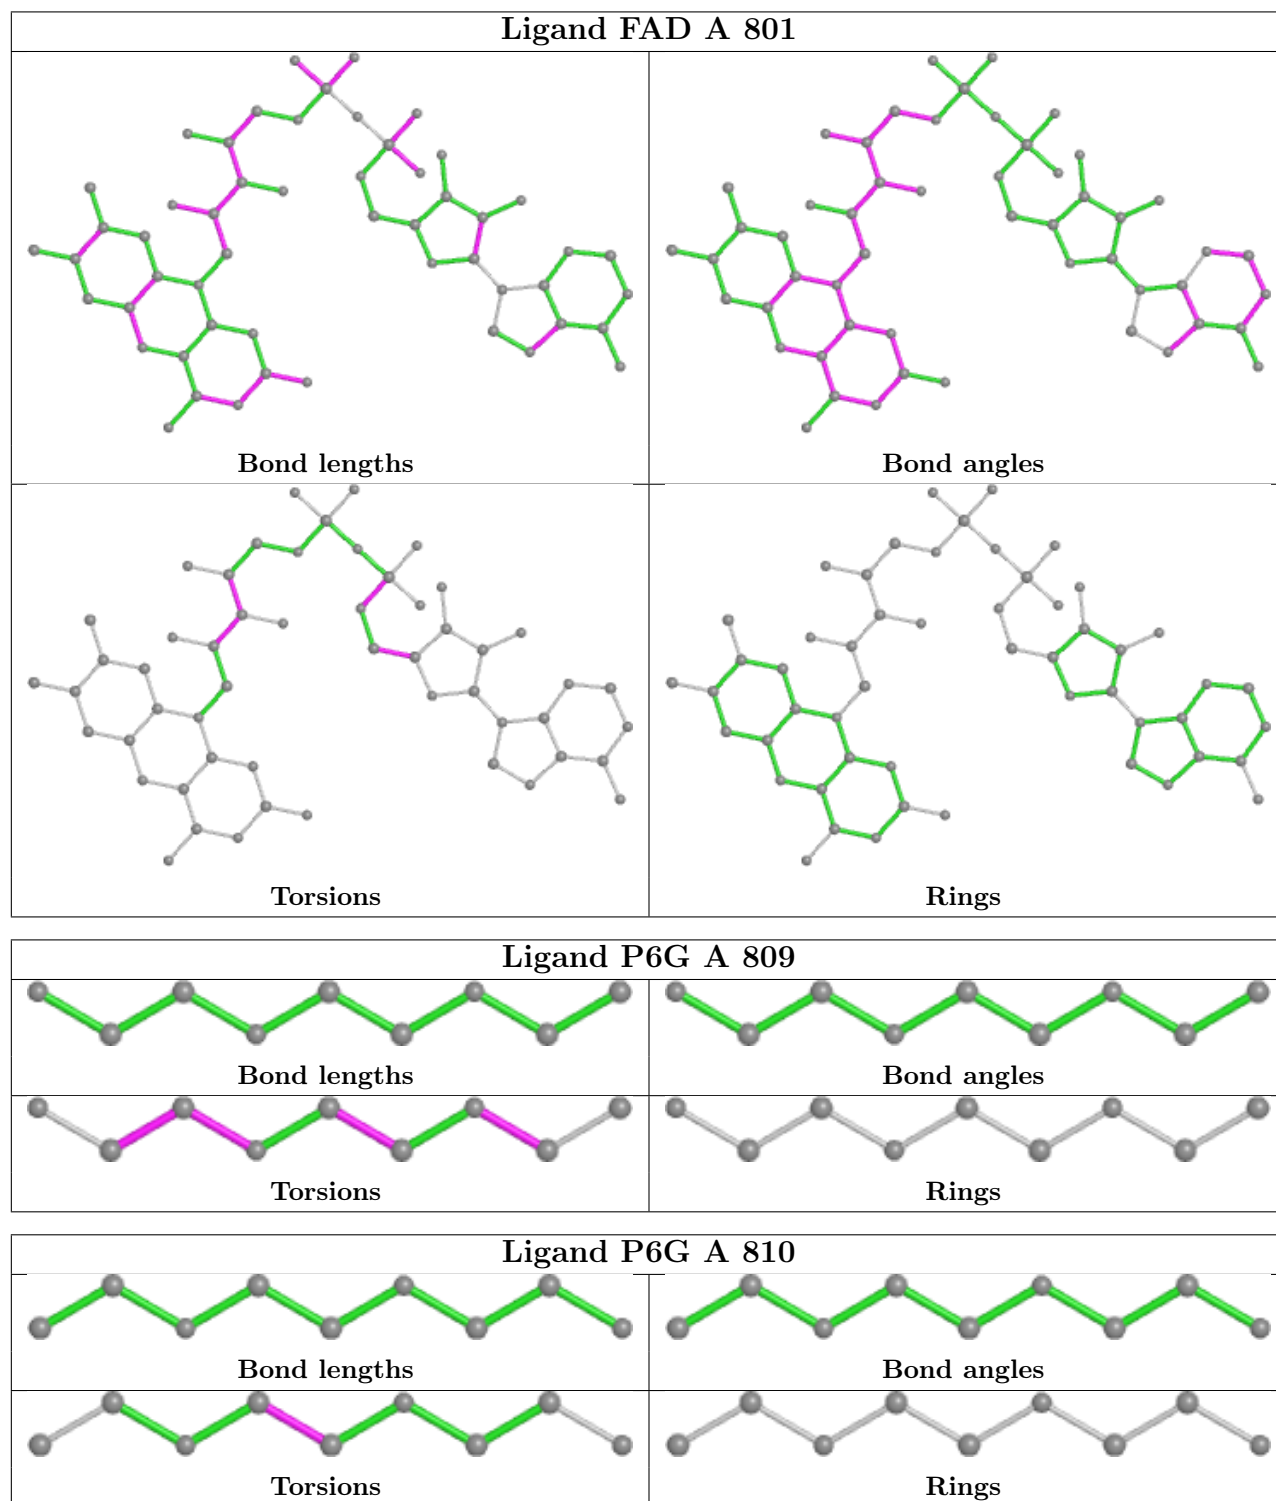 Ligand FAD A 801
Bond lengths
Bond angles
Torsions
Rings
Ligand P6G A 809
Bond lengths
Bond angles
Torsions
Rings
Ligand P6G A 810
Bond lengths
Bond angles
Torsions
Rings